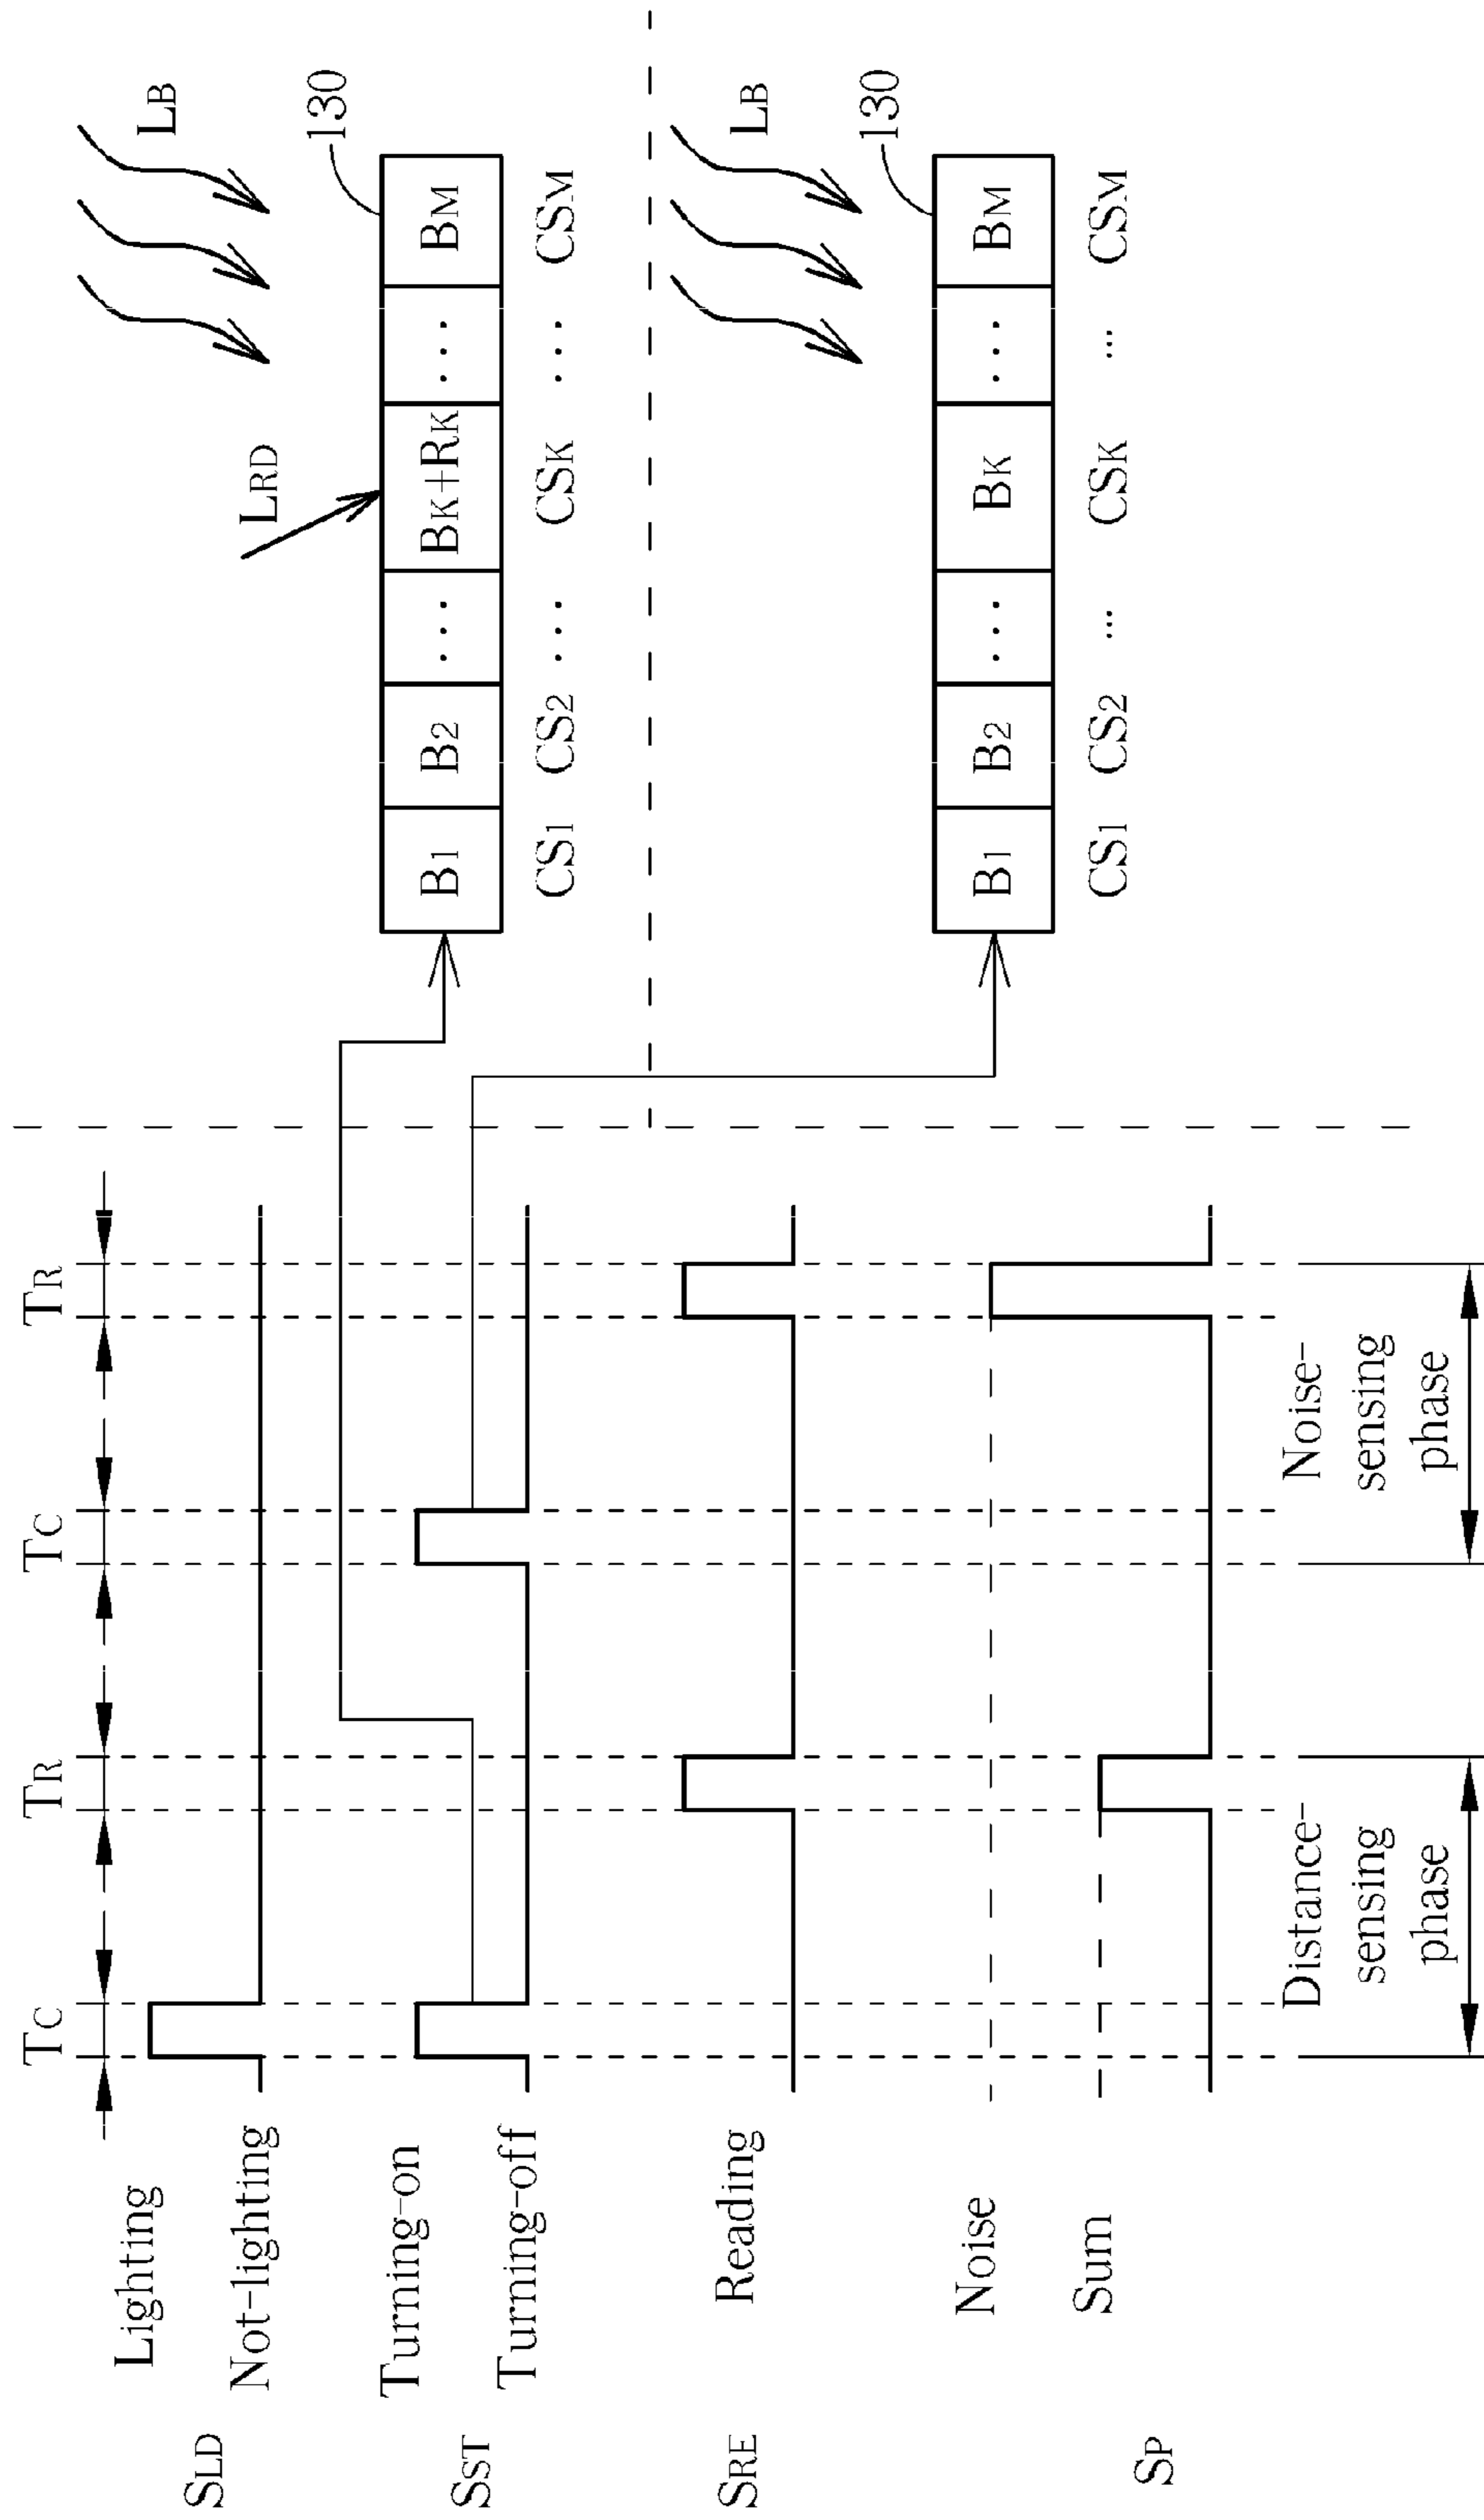 TC TR TC TR
Lighting
SLD
Not-lighting
Turning-on
SST
Turning-off
SRE
Reading
Noise
Sum
SP
Distance-
sensing
phase
Noise-
sensing
phase
LB
LRD
130
B1 B2 ... BK+RK ... BM
CS1 CS2 ... CSK ... CSM
LB
130
B1 B2 ... BK ... BM
CS1 CS2 ... CSK ... CSM